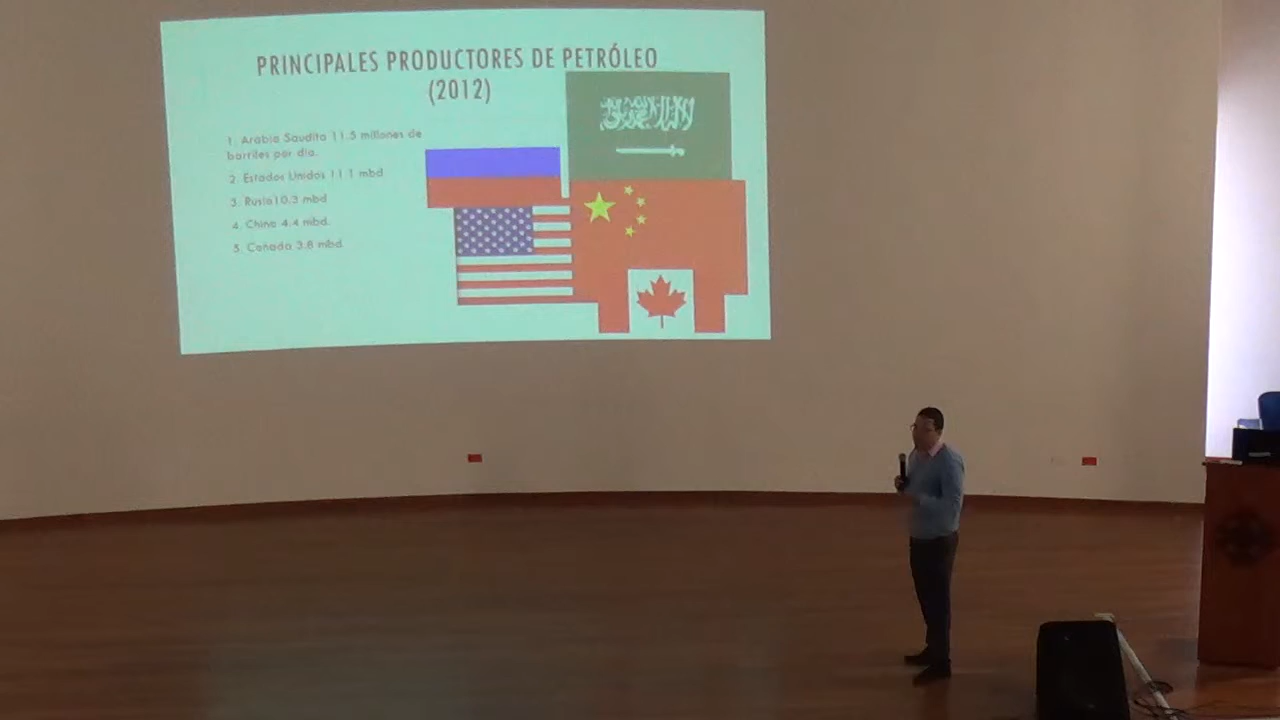 PRINCIPALES PRODUCTORES DE PETRÓLEO
(2012)
1. Arabia Saudita 11.5 millones de
barriles por día.
2. Estados Unidos 11.1 mbd
3. Rusia10.3 mbd
4. China 4.4 mbd.
5. Canadá 3.8 mbd